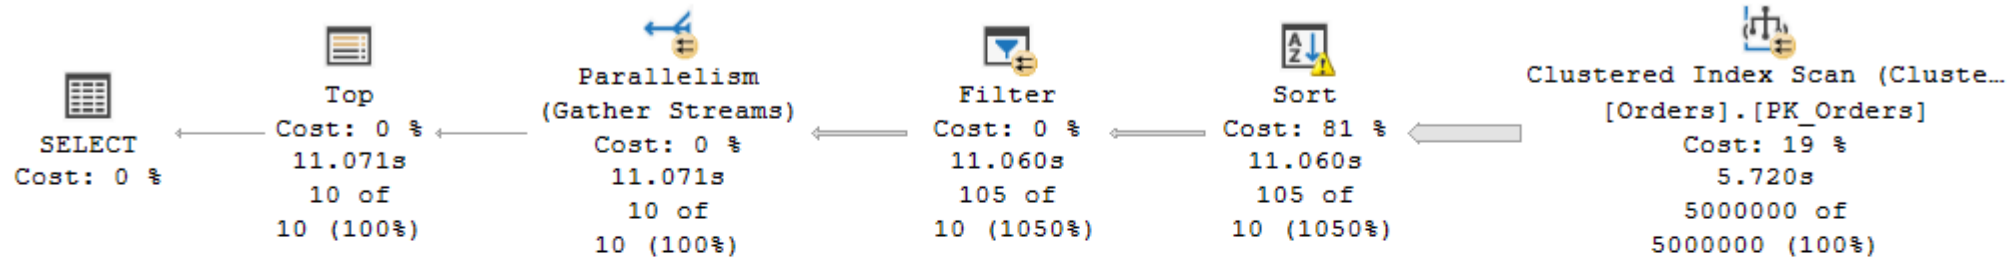 SELECT
Cost: 0 %
Top
Cost: 0 %
11.071s
10 of
10 (100%)
Parallelism
(Gather Streams)
Cost: 0 %
11.071s
10 of
10 (100%)
Filter
Cost: 0 %
11.060s
105 of
10 (1050%)
A
Z
Sort
Cost: 81 %
11.060s
105 of
10 (1050%)
Clustered Index Scan (Cluste…
[Orders].[PK_Orders]
Cost: 19 %
5.720s
5000000 of
5000000 (100%)